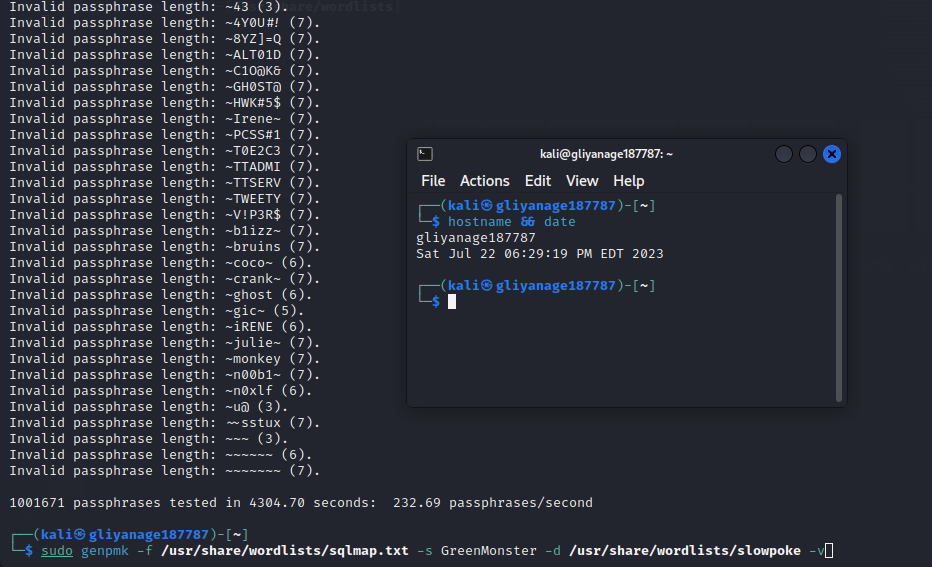 Invalid passphrase length: ~43 (3).
Invalid passphrase length: ~4Y0U#! (7).
Invalid passphrase length: ~8YZ]=Q (7).
Invalid passphrase length: ~ALT01D (7).
Invalid passphrase length: ~C1O@K& (7).
Invalid passphrase length: ~GH0ST@ (7).
Invalid passphrase length: ~HWK#5$ (7).
Invalid passphrase length: ~Irene~ (7).
Invalid passphrase length: ~PCSS#1 (7).
Invalid passphrase length: ~T0E2C3 (7).
Invalid passphrase length: ~TTADMI (7).
Invalid passphrase length: ~TTSERV (7).
Invalid passphrase length: ~TWEETY (7).
Invalid passphrase length: ~V!P3R$ (7).
Invalid passphrase length: ~b1izz~ (7).
Invalid passphrase length: ~bruins (7).
Invalid passphrase length: ~coco~ (6).
Invalid passphrase length: ~crank~ (7).
Invalid passphrase length: ~ghost (6).
Invalid passphrase length: ~gic~ (5).
Invalid passphrase length: ~iRENE (6).
Invalid passphrase length: ~julie~ (7).
Invalid passphrase length: ~monkey (7).
Invalid passphrase length: ~n00b1~ (7).
Invalid passphrase length: ~n0xlf (6).
Invalid passphrase length: ~u@ (3).
Invalid passphrase length: ~~sstux (7).
Invalid passphrase length: ~~~ (3).
Invalid passphrase length: ~~~~~~ (6).
Invalid passphrase length: ~~~~~~~ (7).
1001671 passphrases tested in 4304.70 seconds:  232.69 passphrases/second
┌──(kali㉿gliyanage187787)-[~]
└─$ sudo genpmk -f /usr/share/wordlists/sqlmap.txt -s GreenMonster -d /usr/share/wordlists/slowpoke -v
kali@gliyanage187787: ~
File Actions Edit View Help
┌──(kali㉿gliyanage187787)-[~]
└─$ hostname && date
gliyanage187787
Sat Jul 22 06:29:19 PM EDT 2023
┌──(kali㉿gliyanage187787)-[~]
└─$